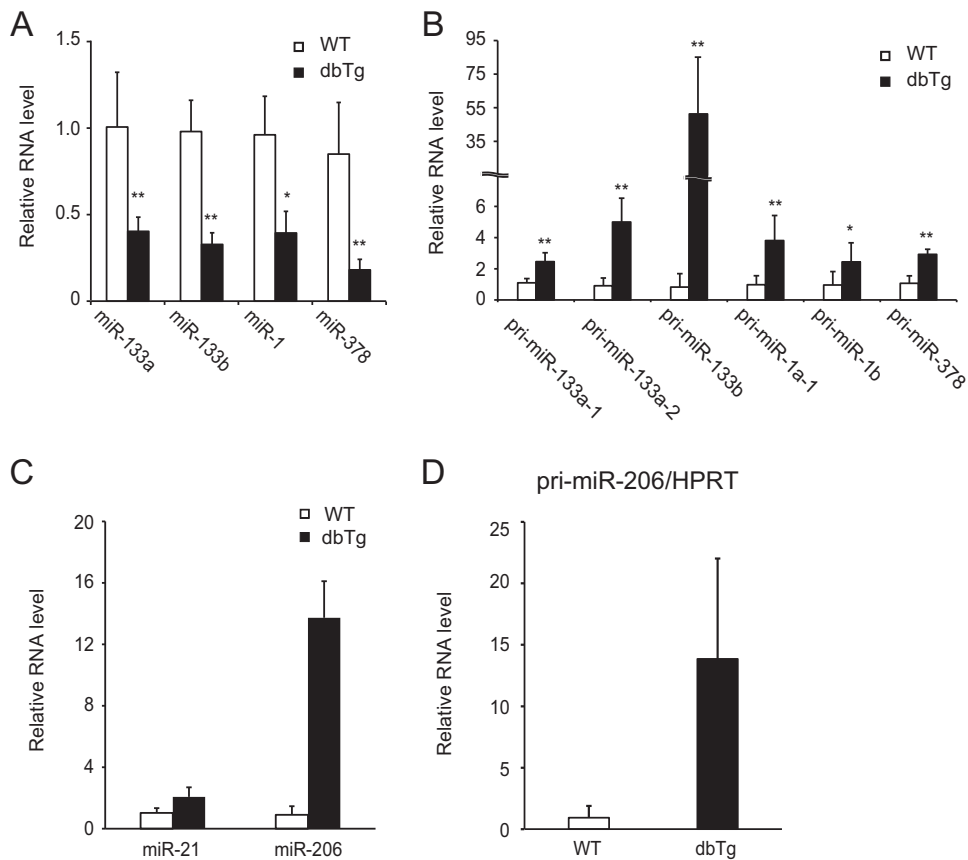 A
Relative RNA level
1.5
1.0
0.5
0
WT
dbTg
**
**
*
**
miR-133a
miR-133b
miR-1
miR-378
B
Relative RNA level
95
75
55
35
6
4
2
0
WT
dbTg
**
**
**
**
*
**
pri-miR-133a-1
pri-miR-133a-2
pri-miR-133b
pri-miR-1a-1
pri-miR-1b
pri-miR-378
C
Relative RNA level
20
16
12
8
4
0
WT
dbTg
miR-21
miR-206
D
pri-miR-206/HPRT
Relative RNA level
25
20
15
10
5
0
WT
dbTg